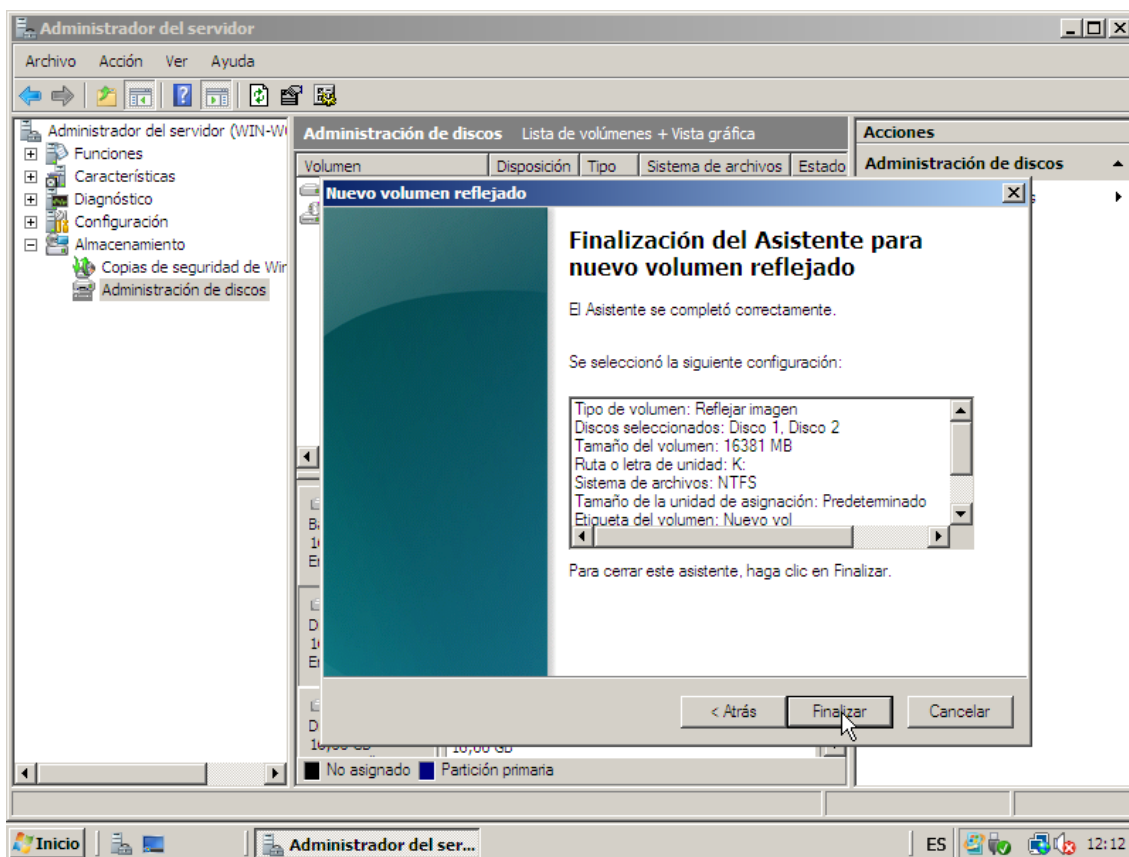 Administrador del servidor
Archivo Acción Ver Ayuda
Administrador del servidor (WIN-W
Funciones
Características
Diagnóstico
Configuración
Almacenamiento
Copias de seguridad de Wir
Administración de discos
Administración de discos Lista de volúmenes + Vista gráfica
Volumen Disposición Tipo Sistema de archivos Estado
Acciones
Administración de discos
Nuevo volumen reflejado
Finalización del Asistente para
nuevo volumen reflejado
El Asistente se completó correctamente.
Se seleccionó la siguiente configuración:
Tipo de volumen: Reflejar imagen
Discos seleccionados: Disco 1, Disco 2
Tamaño del volumen: 16381 MB
Ruta o letra de unidad: K:
Sistema de archivos: NTFS
Tamaño de la unidad de asignación: Predeterminado
Etiqueta del volumen: Nuevo vol
Para cerrar este asistente, haga clic en Finalizar.
< Atrás Finalizar Cancelar
No asignado Partición primaria
Inicio Administrador del ser... ES 12:12